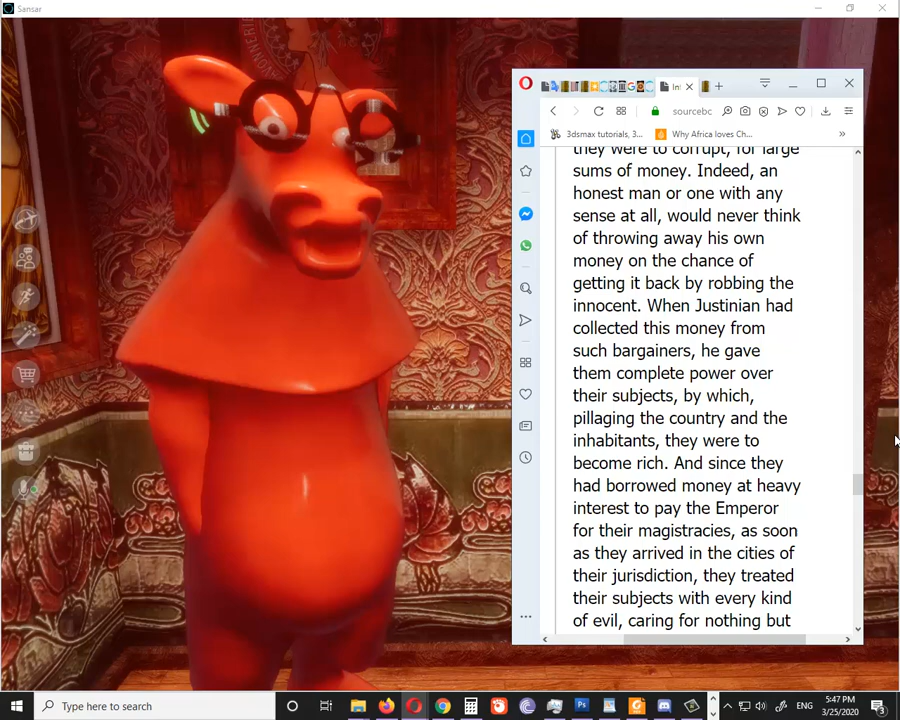 Sansar
Int
sourcebc
3dsmax tutorials, 3...
Why Africa loves Ch...
they were to corrupt, for large
sums of money. Indeed, an
honest man or one with any
sense at all, would never think
of throwing away his own
money on the chance of
getting it back by robbing the
innocent. When Justinian had
collected this money from
such bargainers, he gave
them complete power over
their subjects, by which,
pillaging the country and the
inhabitants, they were to
become rich. And since they
had borrowed money at heavy
interest to pay the Emperor
for their magistracies, as soon
as they arrived in the cities of
their jurisdiction, they treated
their subjects with every kind
of evil, caring for nothing but
Type here to search
ENG
5:47 PM
3/25/2020
3